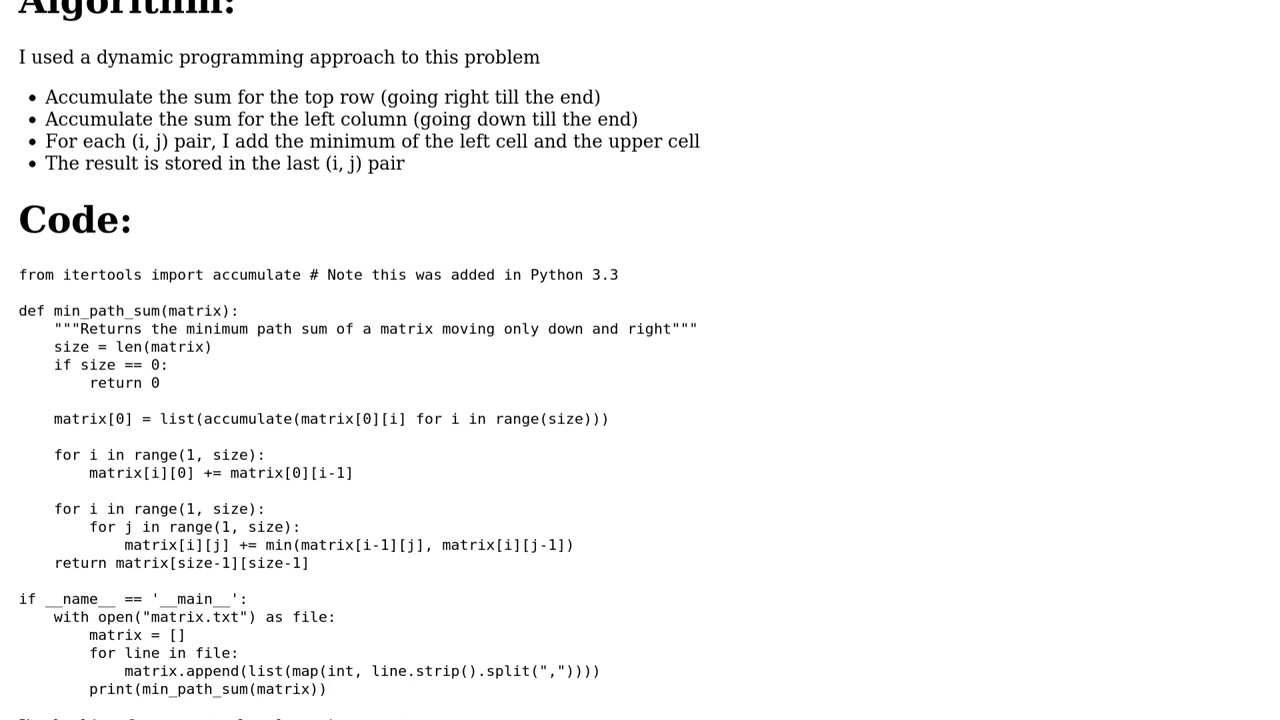 Algorithm:
I used a dynamic programming approach to this problem
• Accumulate the sum for the top row (going right till the end)
• Accumulate the sum for the left column (going down till the end)
• For each (i, j) pair, I add the minimum of the left cell and the upper cell
• The result is stored in the last (i, j) pair
Code:
from itertools import accumulate # Note this was added in Python 3.3

def min_path_sum(matrix):
    """Returns the minimum path sum of a matrix moving only down and right"""
    size = len(matrix)
    if size == 0:
        return 0

    matrix[0] = list(accumulate(matrix[0][i] for i in range(size)))

    for i in range(1, size):
        matrix[i][0] += matrix[0][i-1]

    for i in range(1, size):
        for j in range(1, size):
            matrix[i][j] += min(matrix[i-1][j], matrix[i][j-1])
    return matrix[size-1][size-1]

if __name__ == '__main__':
    with open("matrix.txt") as file:
        matrix = []
        for line in file:
            matrix.append(list(map(int, line.strip().split(","))))
        print(min_path_sum(matrix))